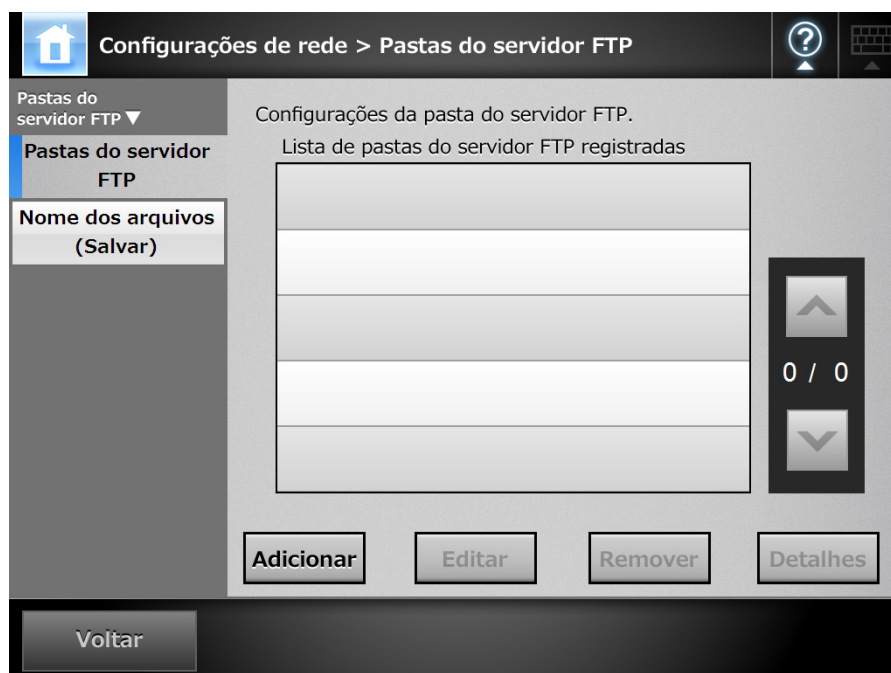 Configurações de rede > Pastas do servidor FTP
?
Pastas do
servidor FTP▼
Pastas do servidor
FTP
Nome dos arquivos
(Salvar)
Configurações da pasta do servidor FTP.
Lista de pastas do servidor FTP registradas
0 / 0
Adicionar
Editar
Remover
Detalhes
Voltar